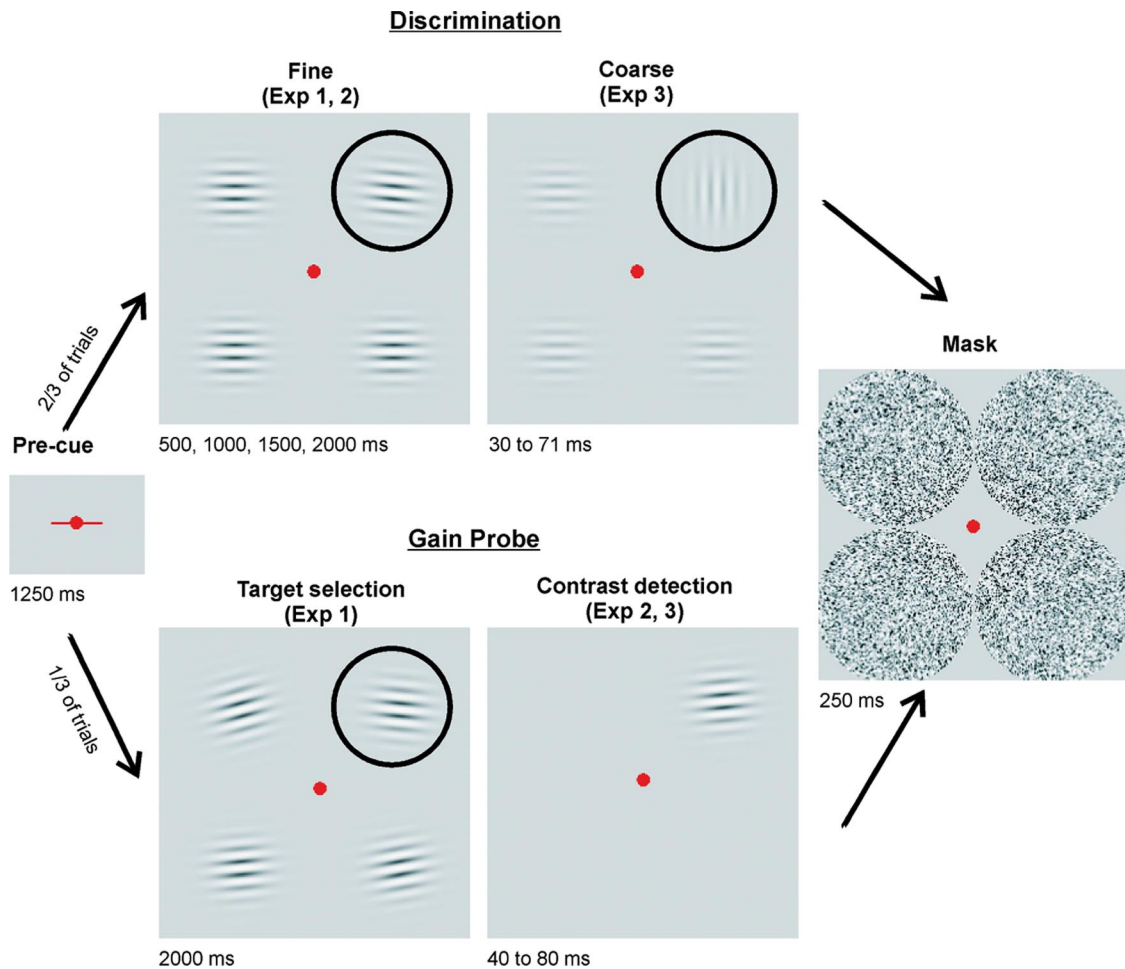 Discrimination
Fine
(Exp 1, 2)
Coarse
(Exp 3)
2/3 of trials
500, 1000, 1500, 2000 ms
30 to 71 ms
Pre-cue
1250 ms
Mask
250 ms
1/3 of trials
Gain Probe
Target selection
(Exp 1)
Contrast detection
(Exp 2, 3)
2000 ms
40 to 80 ms